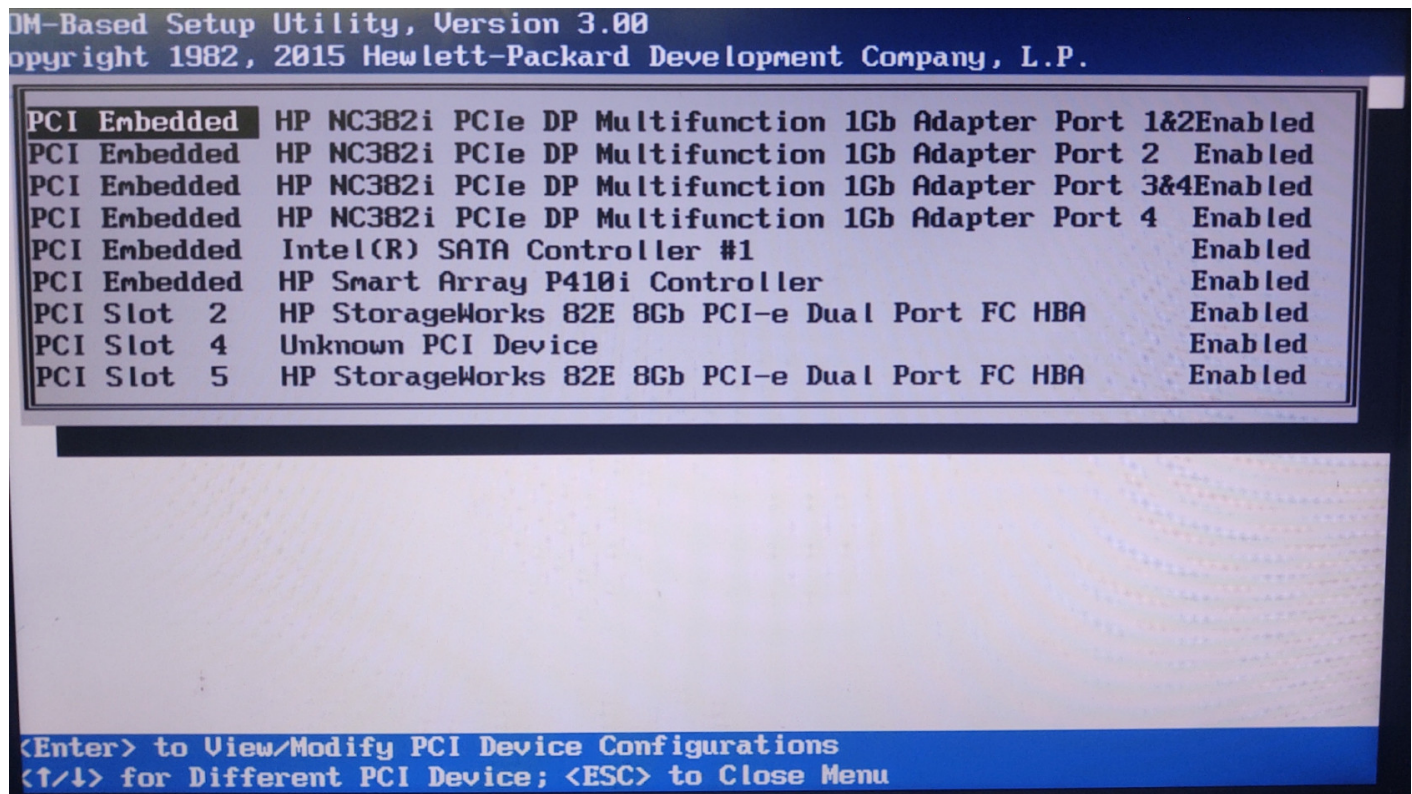 OM-Based Setup Utility, Version 3.00
opyright 1982, 2015 Hewlett-Packard Development Company, L.P.
PCI Embedded HP NC382i PCIe DP Multifunction 1Gb Adapter Port 1&2Enabled
PCI Embedded HP NC382i PCIe DP Multifunction 1Gb Adapter Port 2 Enabled
PCI Embedded HP NC382i PCIe DP Multifunction 1Gb Adapter Port 3&4Enabled
PCI Embedded HP NC382i PCIe DP Multifunction 1Gb Adapter Port 4 Enabled
PCI Embedded Intel(R) SATA Controller #1 Enabled
PCI Embedded HP Smart Array P410i Controller Enabled
PCI Slot 2 HP StorageWorks 82E 8Gb PCI-e Dual Port FC HBA Enabled
PCI Slot 4 Unknown PCI Device Enabled
PCI Slot 5 HP StorageWorks 82E 8Gb PCI-e Dual Port FC HBA Enabled
<Enter> to View/Modify PCI Device Configurations
<↑/↓> for Different PCI Device; <ESC> to Close Menu